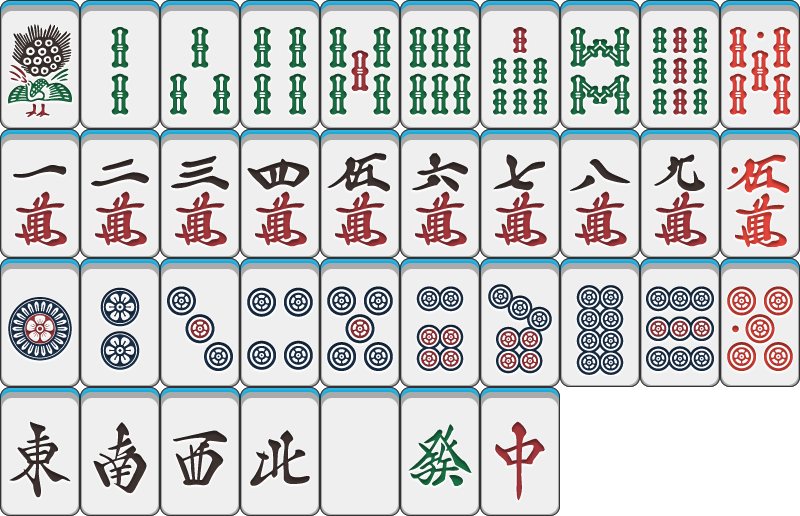 一 二 三 四 伍 六 七 八 九 伍
萬 萬 萬 萬 萬 萬 萬 萬 萬 萬
東 南 西 北 發 中